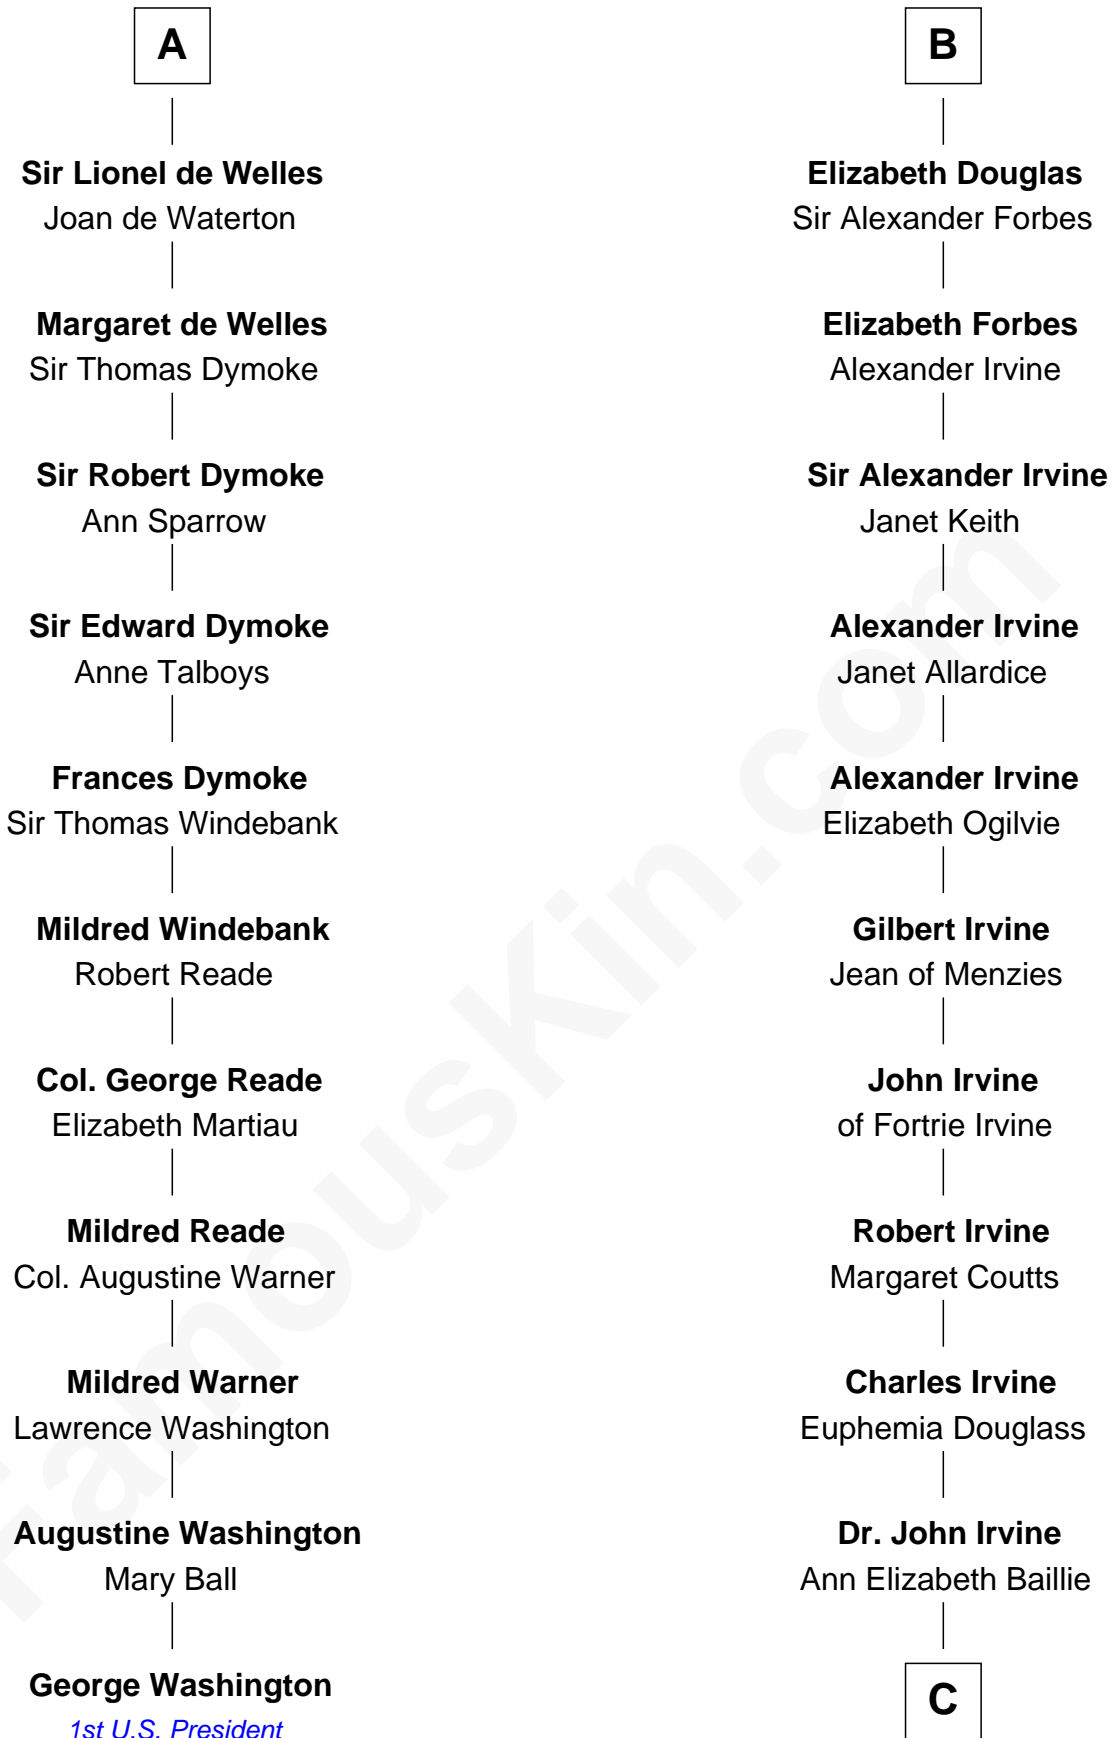 A
Sir Lionel de Welles
Joan de Waterton
Margaret de Welles
Sir Thomas Dymoke
Sir Robert Dymoke
Ann Sparrow
Sir Edward Dymoke
Anne Talboys
Frances Dymoke
Sir Thomas Windebank
Mildred Windebank
Robert Reade
Col. George Reade
Elizabeth Martiau
Mildred Reade
Col. Augustine Warner
Mildred Warner
Lawrence Washington
Augustine Washington
Mary Ball
George Washington
1st U.S. President
B
Elizabeth Douglas
Sir Alexander Forbes
Elizabeth Forbes
Alexander Irvine
Sir Alexander Irvine
Janet Keith
Alexander Irvine
Janet Allardice
Alexander Irvine
Elizabeth Ogilvie
Gilbert Irvine
Jean of Menzies
John Irvine
of Fortrie Irvine
Robert Irvine
Margaret Coutts
Charles Irvine
Euphemia Douglass
Dr. John Irvine
Ann Elizabeth Baillie
C
FamousKin.com